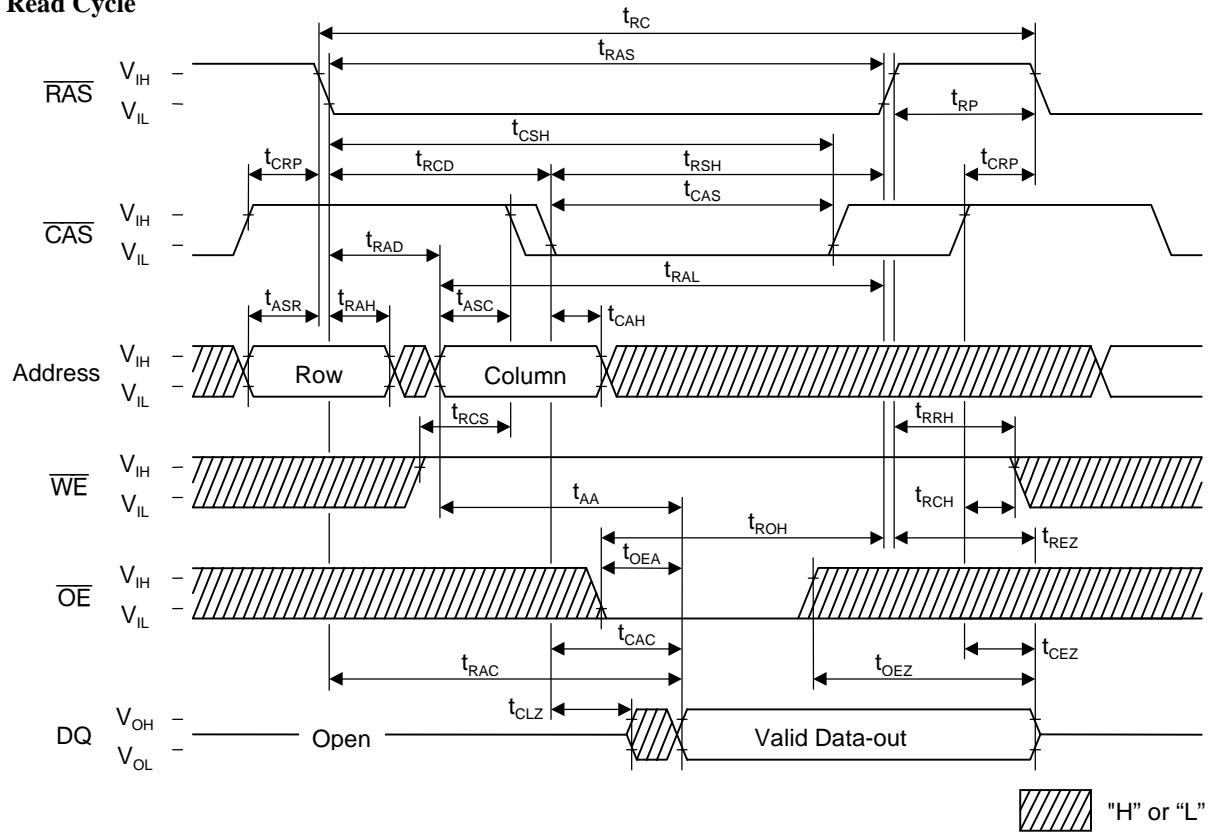 Read Cycle
tRC
RAS
VIH
VIL
tRAS
tRP
tCSH
tCRP
tRCD
tRSH
tCRP
CAS
VIH
VIL
tCAS
tRAD
tRAL
tASR
tRAH
tASC
tCAH
Address
VIH
VIL
Row
Column
tRCS
tRRH
WE
VIH
VIL
tAA
tRCH
tROH
tREZ
OE
VIH
VIL
tOEA
tCAC
tCEZ
tRAC
tOEZ
tCLZ
DQ
VOH
VOL
Open
Valid Data-out
"H" or “L”